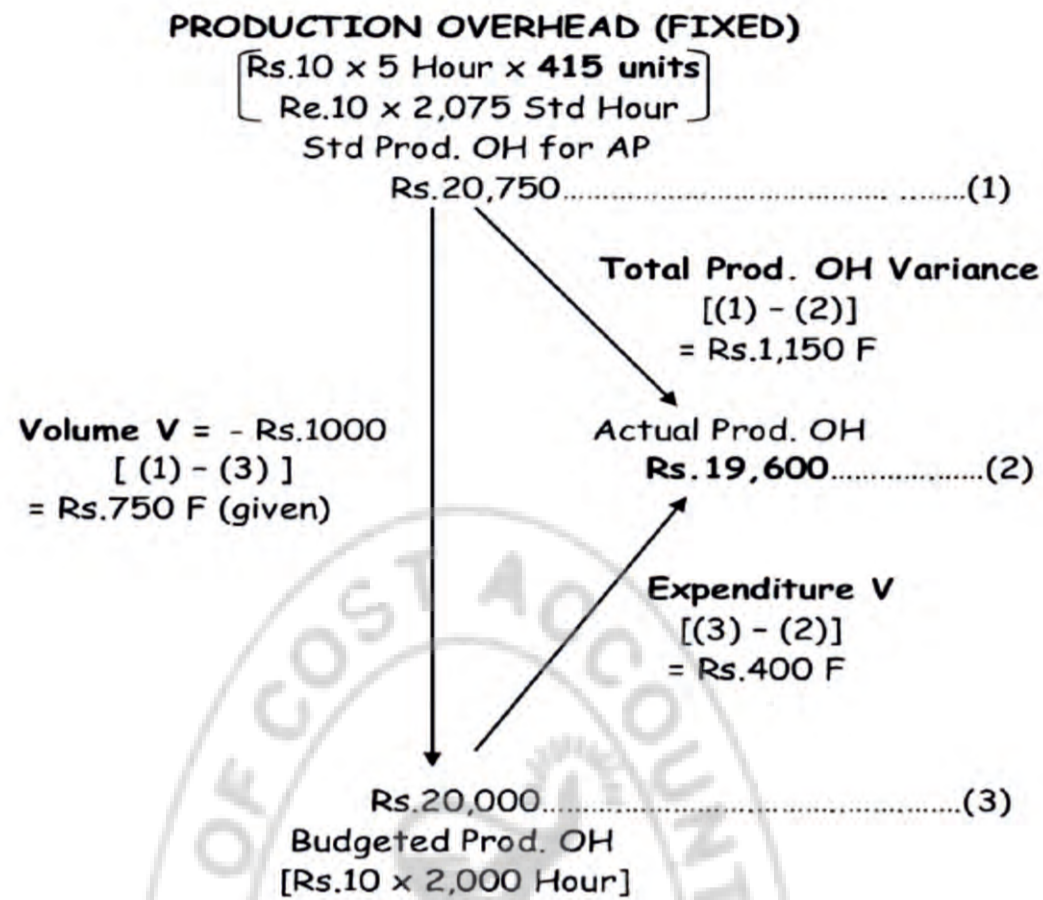 PRODUCTION OVERHEAD (FIXED)
Rs.10 x 5 Hour x 415 units
Re.10 x 2,075 Std Hour
Std Prod. OH for AP
Rs.20,750..........................................(1)
Total Prod. OH Variance
[(1) - (2)]
= Rs.1,150 F
Volume V = - Rs.1000
[ (1) - (3) ]
= Rs.750 F (given)
Actual Prod. OH
Rs.19,600...................(2)
Expenditure V
[(3) - (2)]
= Rs.400 F
Rs.20,000.....................................................(3)
Budgeted Prod. OH
[Rs.10 x 2,000 Hour]
OF COST ACCOUNT